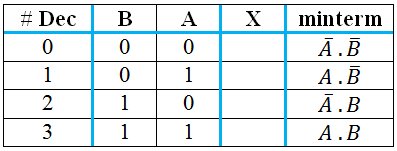 # Dec B A X minterm
0 0 0 Ā . B̄
1 0 1 A . B̄
2 1 0 Ā . B
3 1 1 A . B